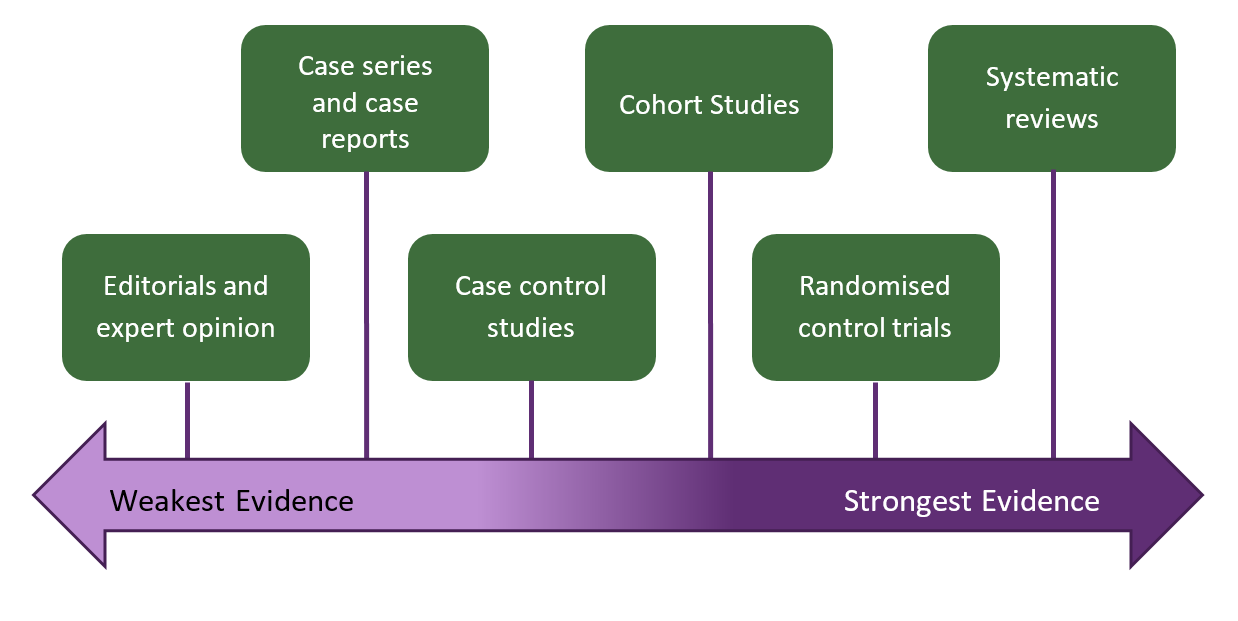 Case series
and case
reports
Cohort Studies
Systematic
reviews
Editorials and
expert opinion
Case control
studies
Randomised
control trials
Weakest Evidence
Strongest Evidence